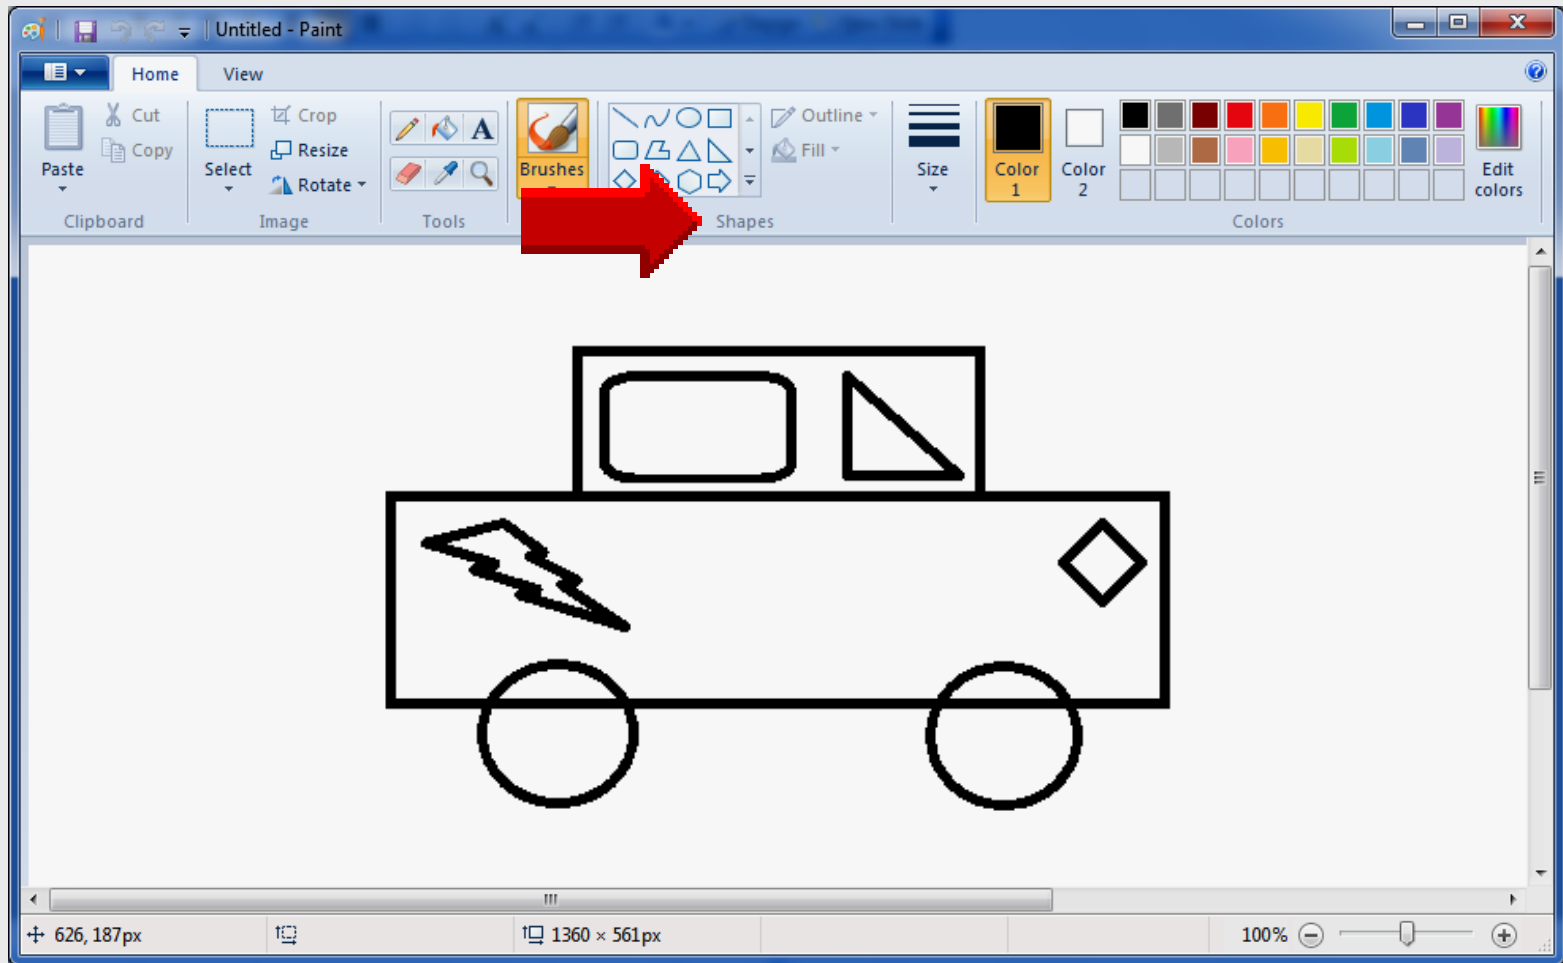 Untitled - Paint
Home View
Cut
Copy
Paste
Clipboard
Select
Crop
Resize
Rotate
Image
A
Tools
Brushes
Outline
Fill
Shapes
Size
Color
1
Color
2
Edit
colors
Colors
626, 187px
1360 × 561px
100%